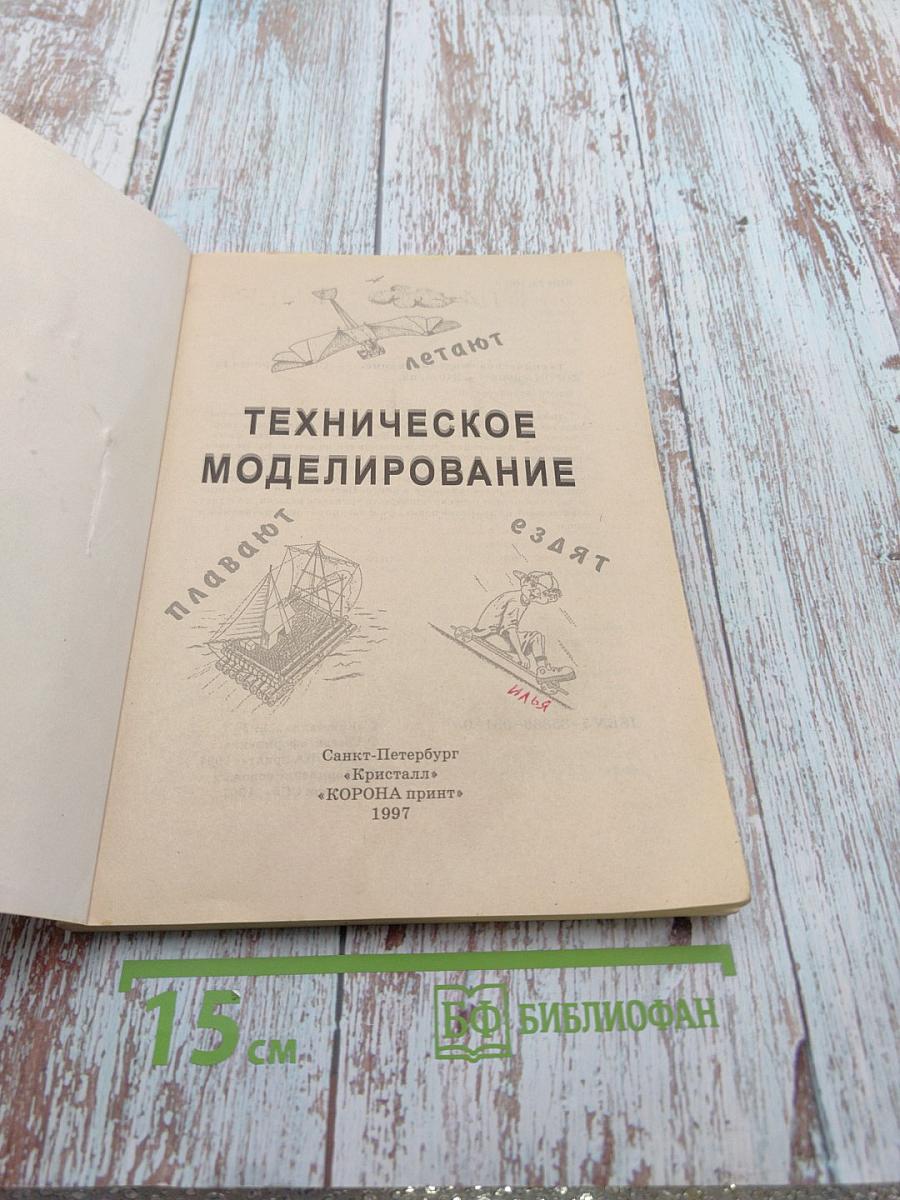 летают
ТЕХНИЧЕСКОЕ
МОДЕЛИРОВАНИЕ
плавают
ездят
илья
Санкт-Петербург
«Кристалл»
«КОРОНА принт»
1997
15 см
БФ БИБЛИОФАН